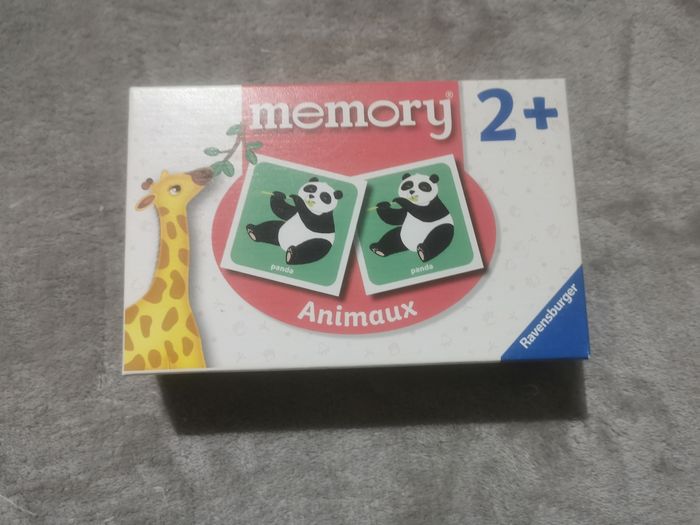 memory®
2+
panda
panda
Animaux
Ravensburger